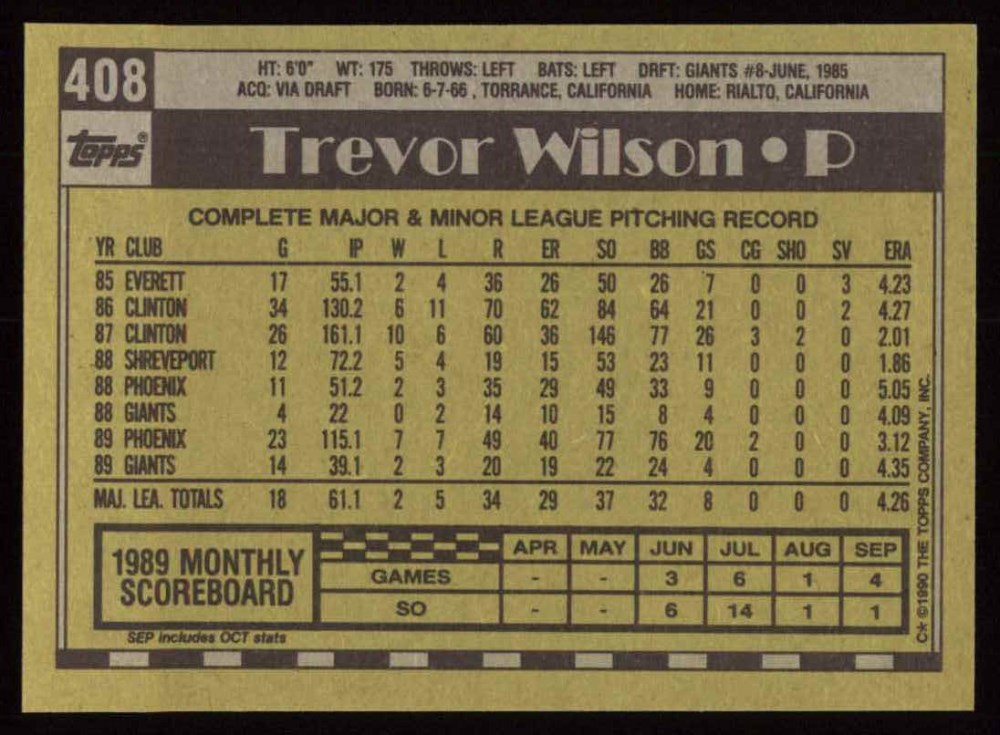 408
HT: 6'0" WT: 175 THROWS: LEFT BATS: LEFT DRFT: GIANTS #8-JUNE, 1985
ACQ: VIA DRAFT BORN: 6-7-66 , TORRANCE, CALIFORNIA HOME: RIALTO, CALIFORNIA
Topps®
Trevor Wilson • P
COMPLETE MAJOR & MINOR LEAGUE PITCHING RECORD
YR CLUB G IP W L R ER SO BB GS CG SHO SV ERA
85 EVERETT 17 55.1 2 4 36 26 50 26 7 0 0 3 4.23
86 CLINTON 34 130.2 6 11 70 62 84 64 21 0 0 2 4.27
87 CLINTON 26 161.1 10 6 60 36 146 77 26 3 2 0 2.01
88 SHREVEPORT 12 72.2 5 4 19 15 53 23 11 0 0 0 1.86
88 PHOENIX 11 51.2 2 3 35 29 49 33 9 0 0 0 5.05
88 GIANTS 4 22 0 2 14 10 15 8 4 0 0 0 4.09
89 PHOENIX 23 115.1 7 7 49 40 77 76 20 2 0 0 3.12
89 GIANTS 14 39.1 2 3 20 19 22 24 4 0 0 0 4.35
MAJ. LEA. TOTALS 18 61.1 2 5 34 29 37 32 8 0 0 0 4.26
1989 MONTHLY
SCOREBOARD
APR MAY JUN JUL AUG SEP
GAMES - - 3 6 1 4
SO - - 6 14 1 1
SEP includes OCT stats
C* ©1990 THE TOPPS COMPANY, INC.